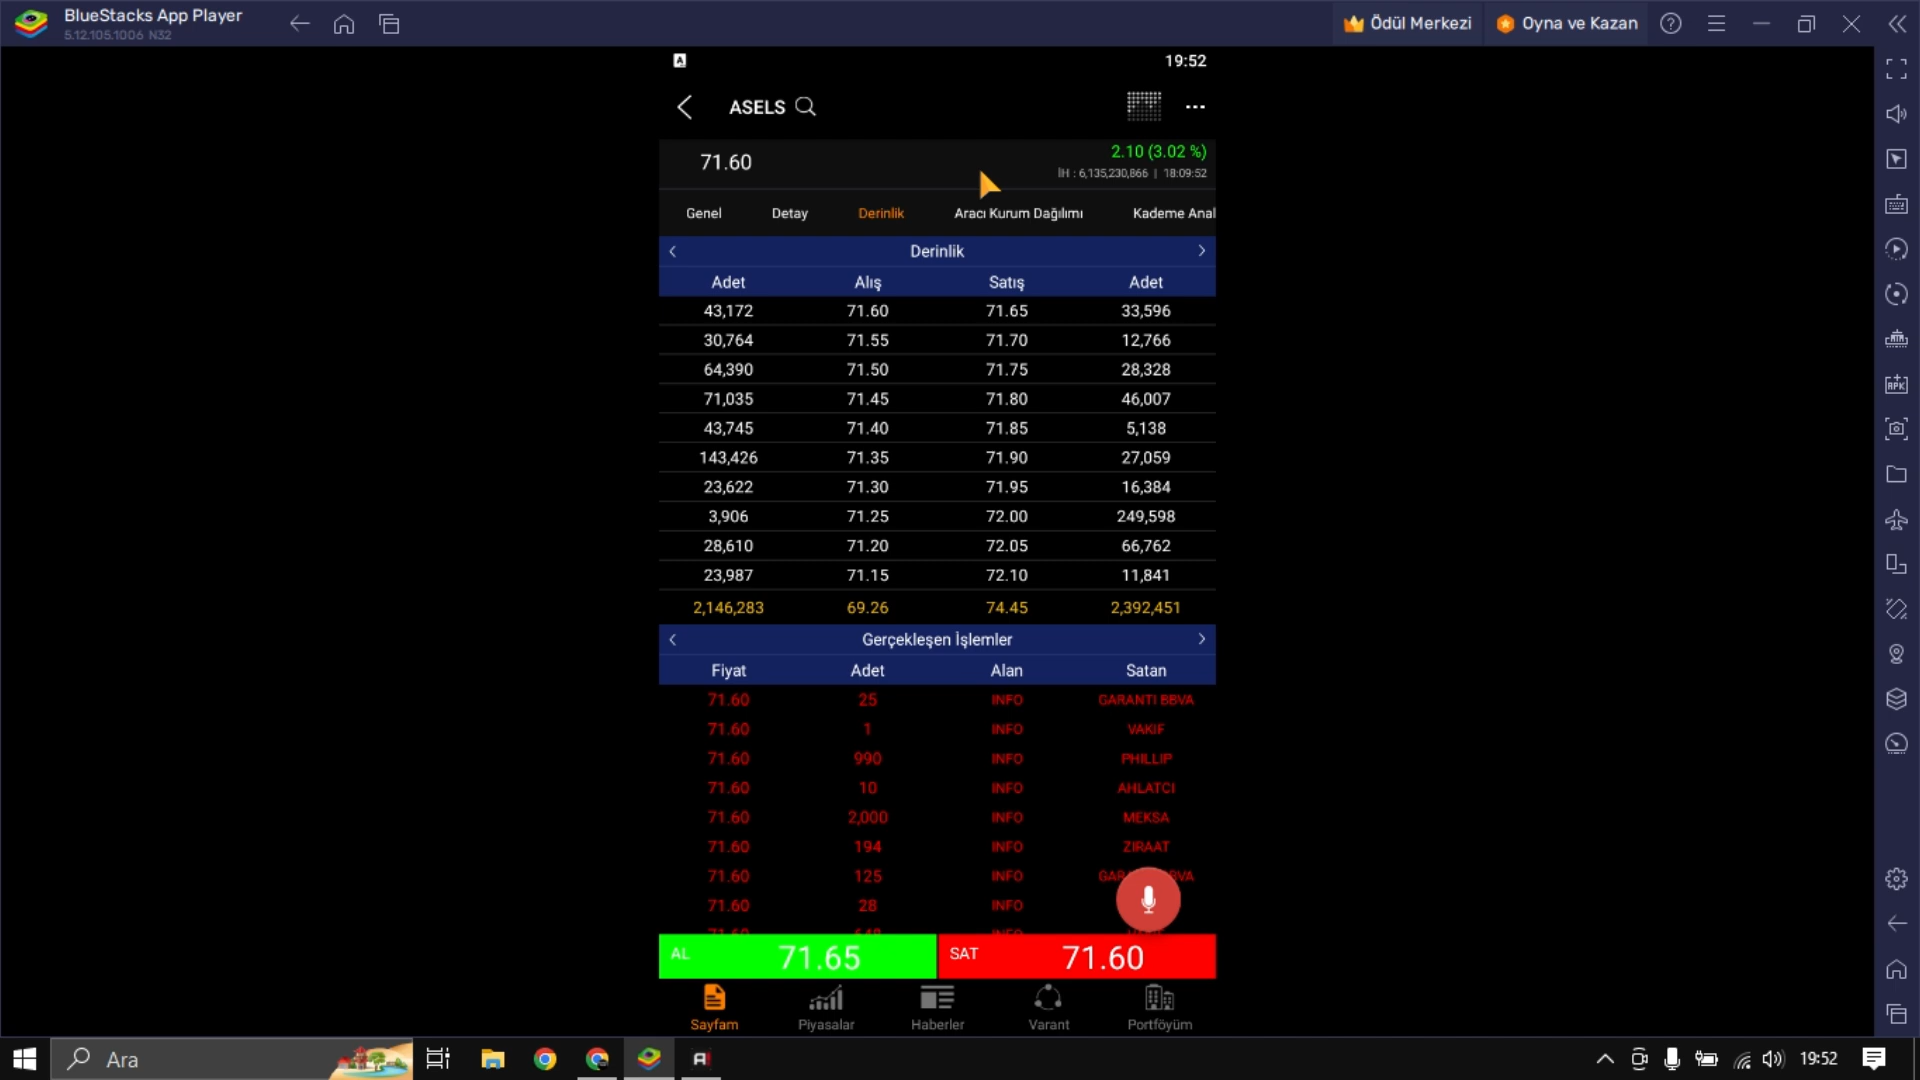 BlueStacks App Player
5.12.105.1006 N32
Ödül Merkezi
Oyna ve Kazan
19:52
ASELS
71.60
2.10 (3.02 %)
İH : 6,135,230,866 | 18:09:52
Genel Detay Derinlik Aracı Kurum Dağılımı Kademe Anal
Derinlik
Adet Alış Satış Adet
43,172 71.60 71.65 33,596
30,764 71.55 71.70 12,766
64,390 71.50 71.75 28,328
71,035 71.45 71.80 46,007
43,745 71.40 71.85 5,138
143,426 71.35 71.90 27,059
23,622 71.30 71.95 16,384
3,906 71.25 72.00 249,598
28,610 71.20 72.05 66,762
23,987 71.15 72.10 11,841
2,146,283 69.26 74.45 2,392,451
Gerçekleşen İşlemler
Fiyat Adet Alan Satan
71.60 25 INFO GARANTI BBVA
71.60 1 INFO VAKIF
71.60 990 INFO PHILLIP
71.60 10 INFO AHLATCI
71.60 2,000 INFO MEKSA
71.60 194 INFO ZIRAAT
71.60 125 INFO
71.60 28 INFO
AL 71.65 SAT 71.60
Sayfam Piyasalar Haberler Varant Portföyüm
Ara
19:52